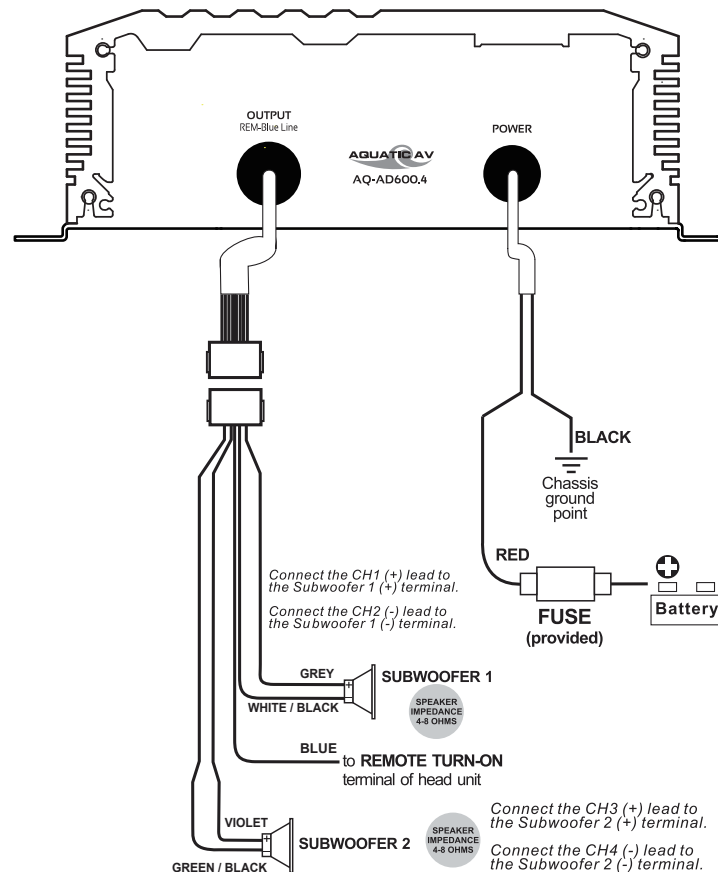 OUTPUT
REM-Blue Line
AQUATIC AV
AQ-AD600.4
POWER
BLACK
Chassis
ground
point
RED
FUSE
(provided)
+
Battery
Connect the CH1 (+) lead to
the Subwoofer 1 (+) terminal.
Connect the CH2 (-) lead to
the Subwoofer 1 (-) terminal.
GREY
+
-
WHITE / BLACK
SUBWOOFER 1
SPEAKER
IMPEDANCE
4-8 OHMS
BLUE
to REMOTE TURN-ON
terminal of head unit
VIOLET
+
-
GREEN / BLACK
SUBWOOFER 2
SPEAKER
IMPEDANCE
4-8 OHMS
Connect the CH3 (+) lead to
the Subwoofer 2 (+) terminal.
Connect the CH4 (-) lead to
the Subwoofer 2 (-) terminal.